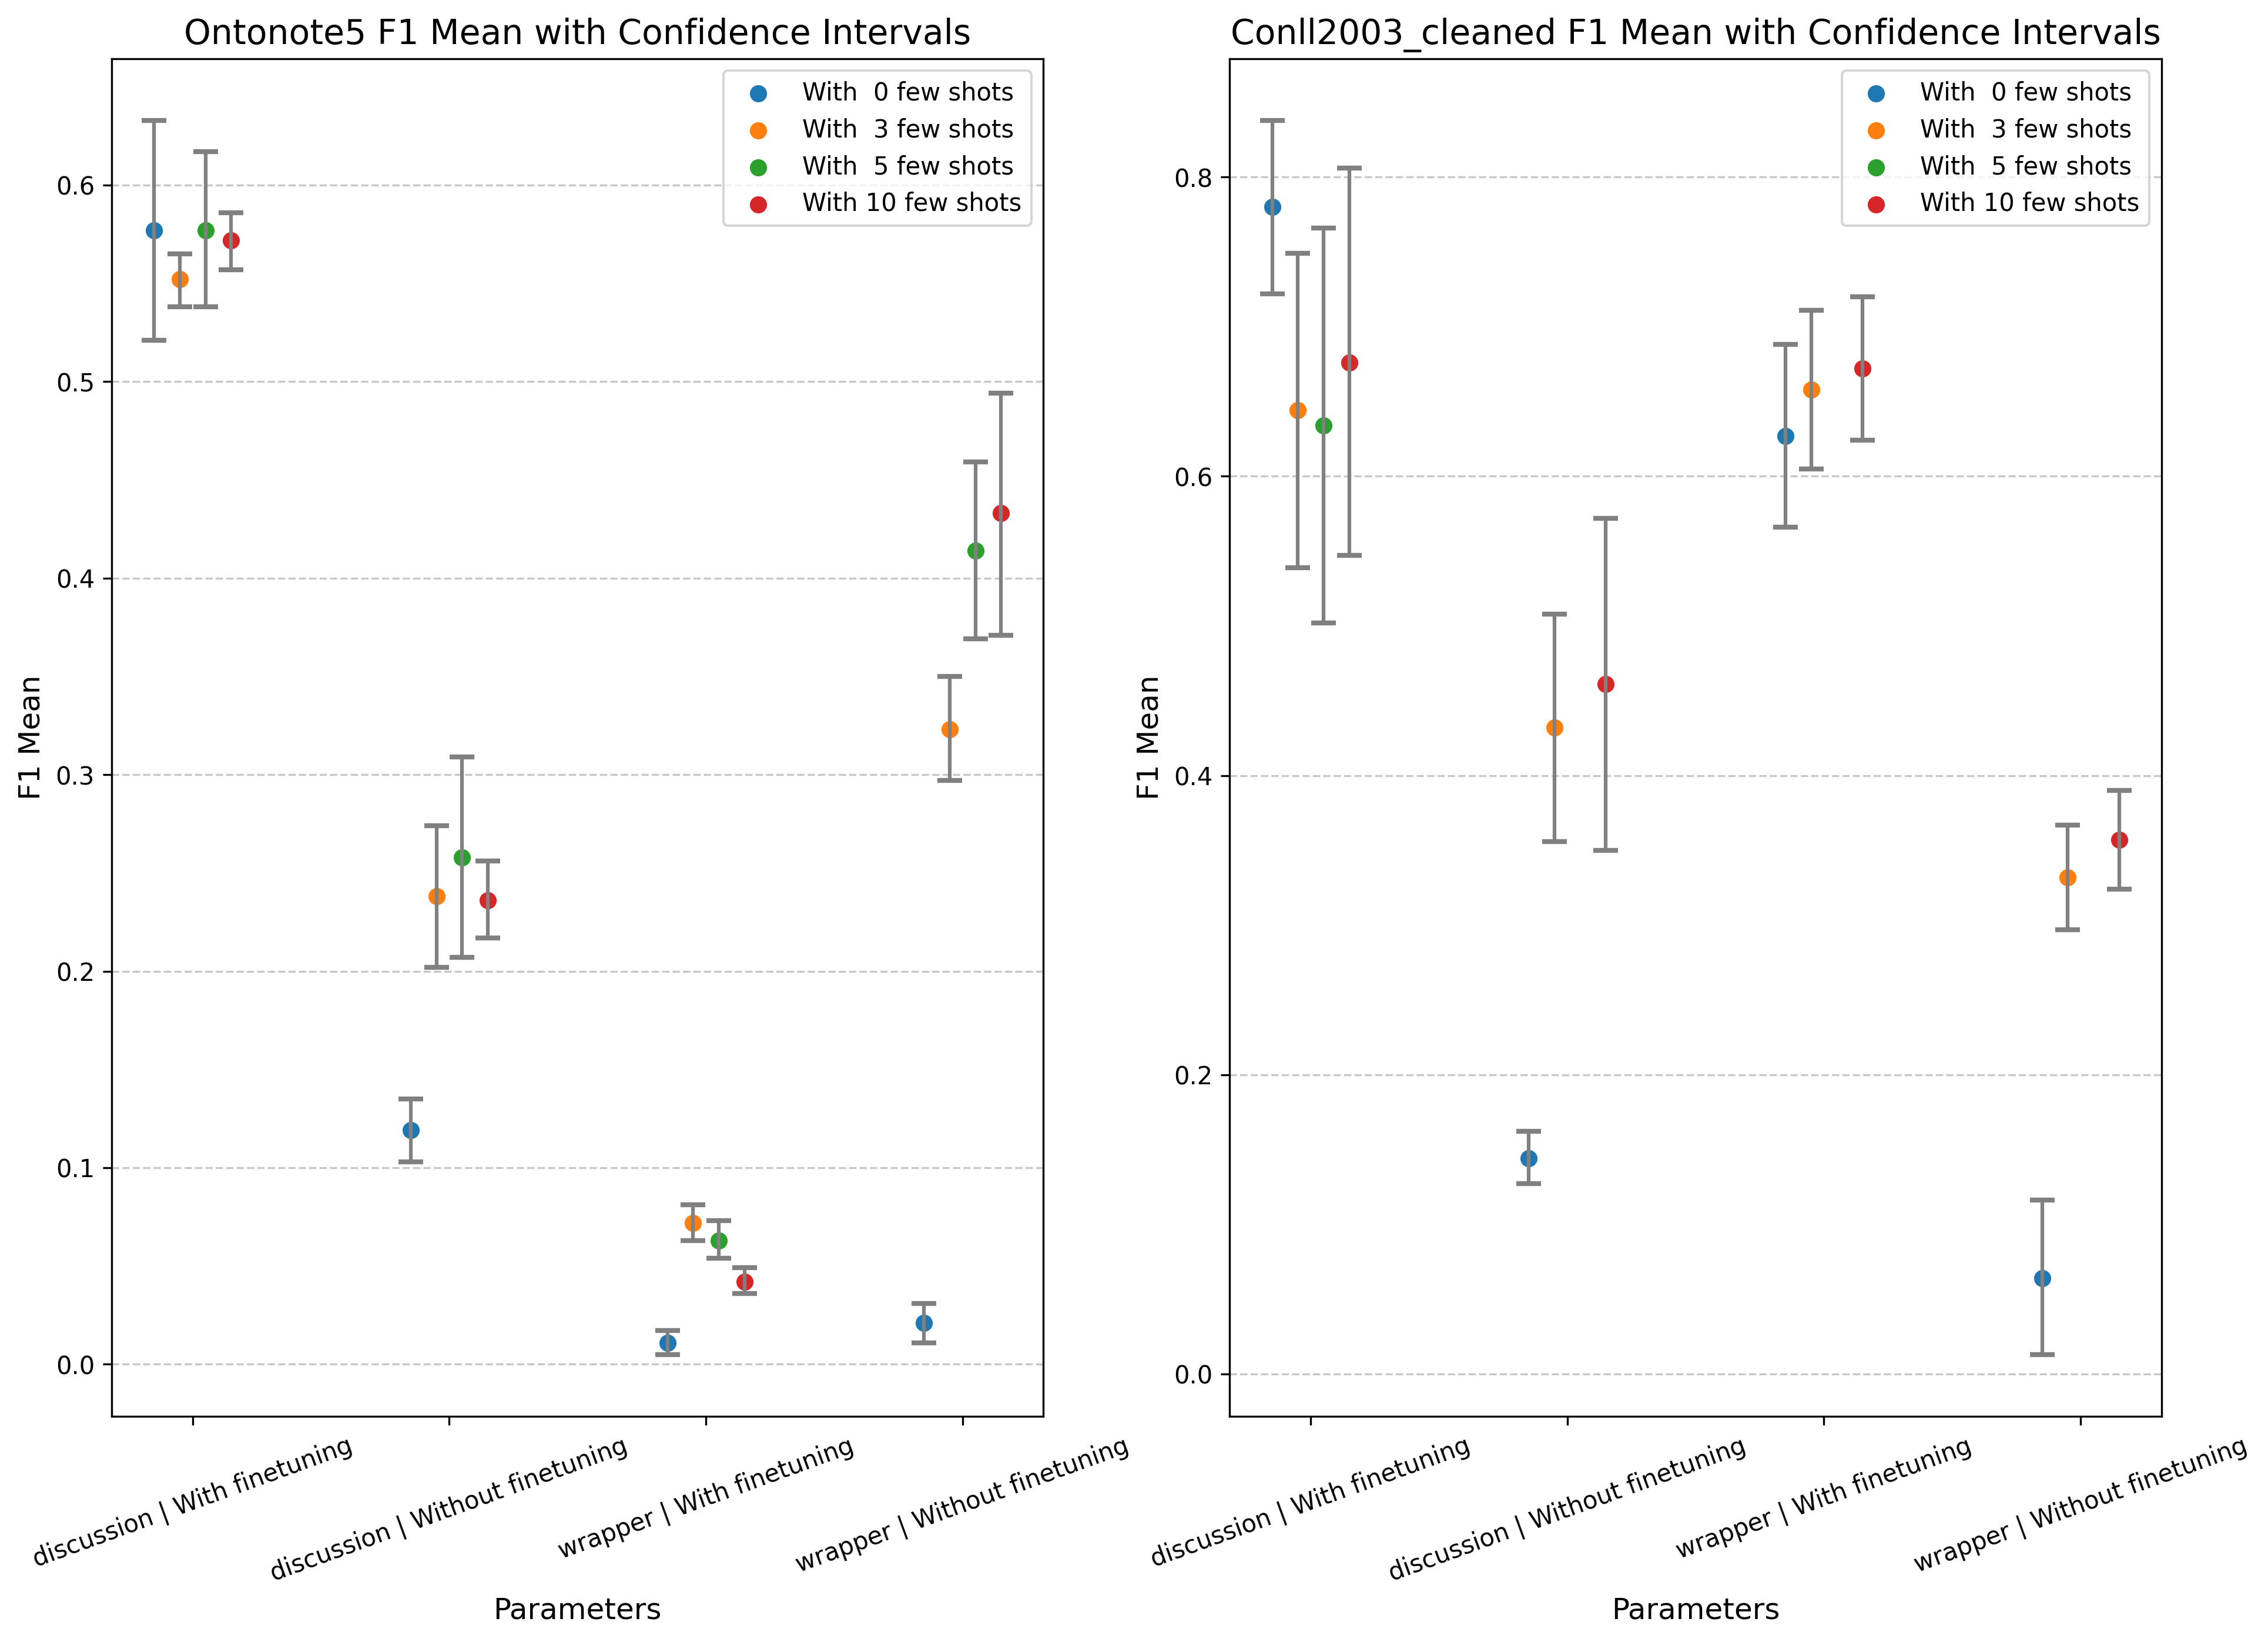 Ontonote5 F1 Mean with Confidence Intervals
With  0 few shots
With  3 few shots
With  5 few shots
With 10 few shots
F1 Mean
0.6
0.5
0.4
0.3
0.2
0.1
0.0
discussion | With finetuning
discussion | Without finetuning
wrapper | With finetuning
wrapper | Without finetuning
Parameters
Conll2003_cleaned F1 Mean with Confidence Intervals
With  0 few shots
With  3 few shots
With  5 few shots
With 10 few shots
F1 Mean
0.8
0.6
0.4
0.2
0.0
discussion | With finetuning
discussion | Without finetuning
wrapper | With finetuning
wrapper | Without finetuning
Parameters